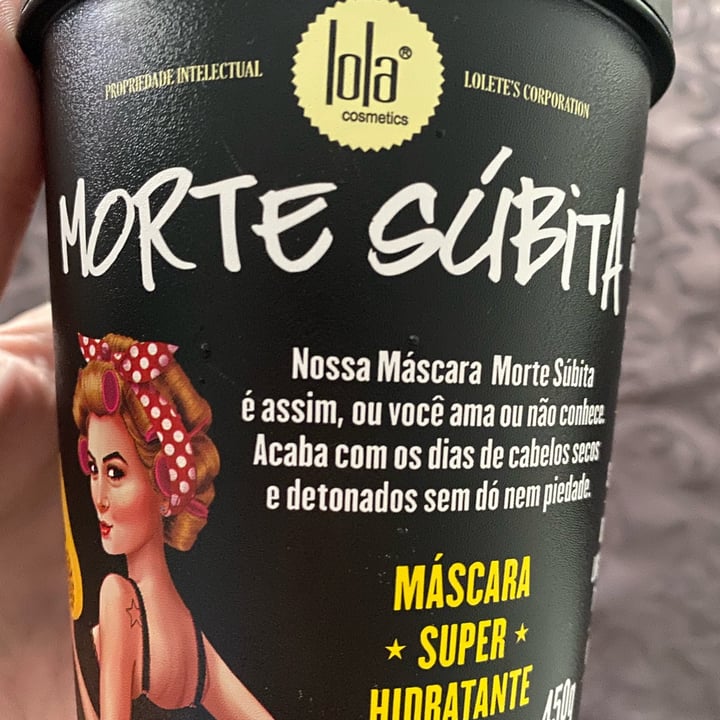 PROPRIEDADE INTELECTUAL
lola®
cosmetics
LOLETE'S CORPORATION
MORTE SÚBITA
Nossa Máscara Morte Súbita
é assim, ou você ama ou não conhece.
Acaba com os dias de cabelos secos
e detonados sem dó nem piedade.
MÁSCARA
SUPER
HIDRATANTE
450g